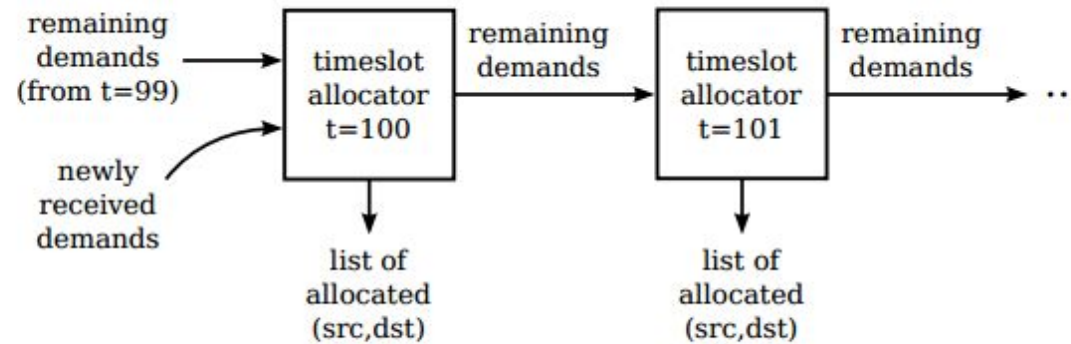 remaining
demands
(from t=99)
newly
received
demands
timeslot
allocator
t=100
list of
allocated
(src,dst)
remaining
demands
timeslot
allocator
t=101
list of
allocated
(src,dst)
remaining
demands
..